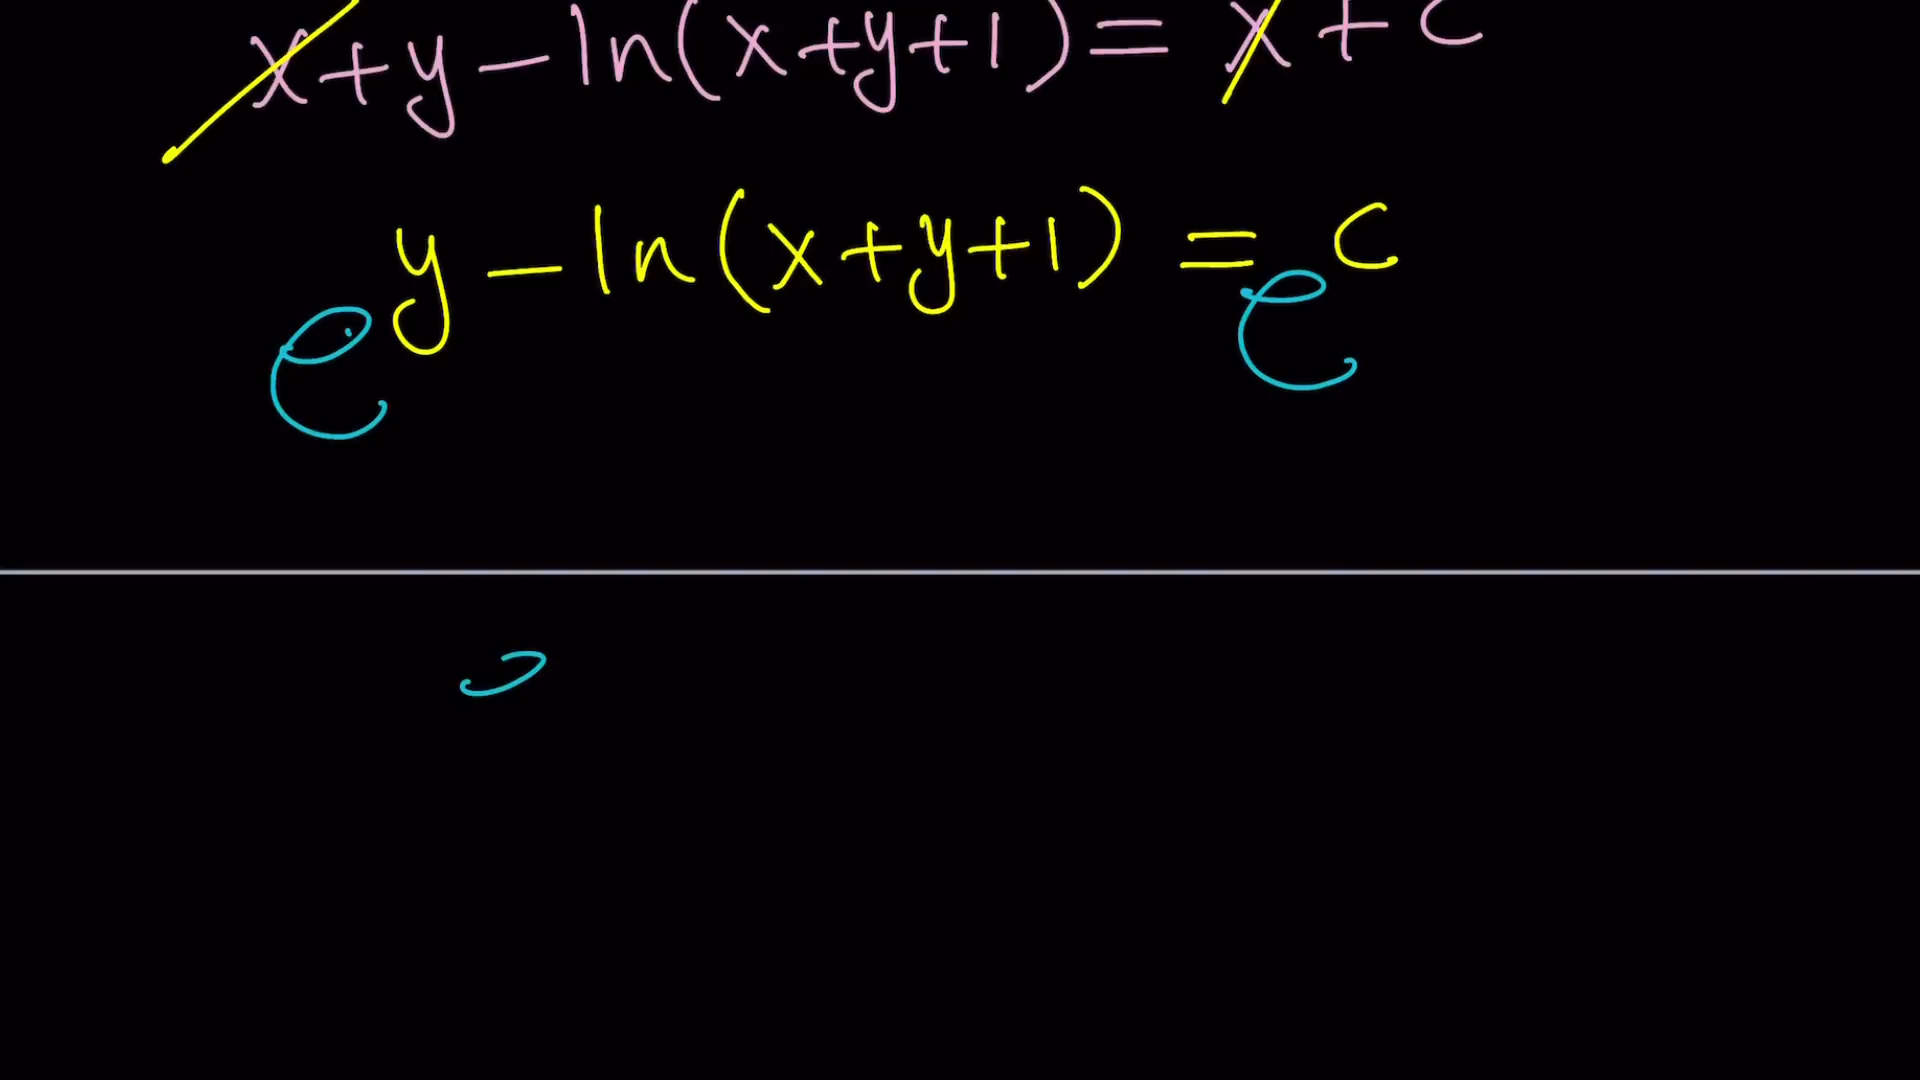 x+y-ln(x+y+1)=x+c
e^{y-ln(x+y+1)} = e^c